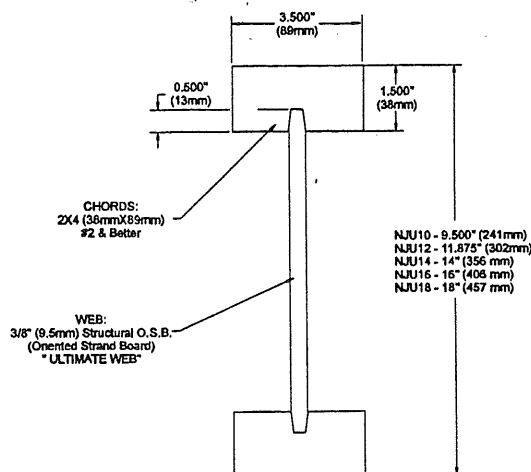 3.500"
(89mm)
0.500"
(13mm)
1.500"
(38mm)
CHORDS:
2X4 (38mmX89mm)
#2 & Better
NJU10 - 9.500" (241mm)
NJU12 - 11.875" (302mm)
NJU14 - 14" (356 mm)
NJU16 - 16" (406 mm)
NJU18 - 18" (457 mm)
WEB:
3/8" (9.5mm) Structural O.S.B.
(Oriented Strand Board)
" ULTIMATE WEB"